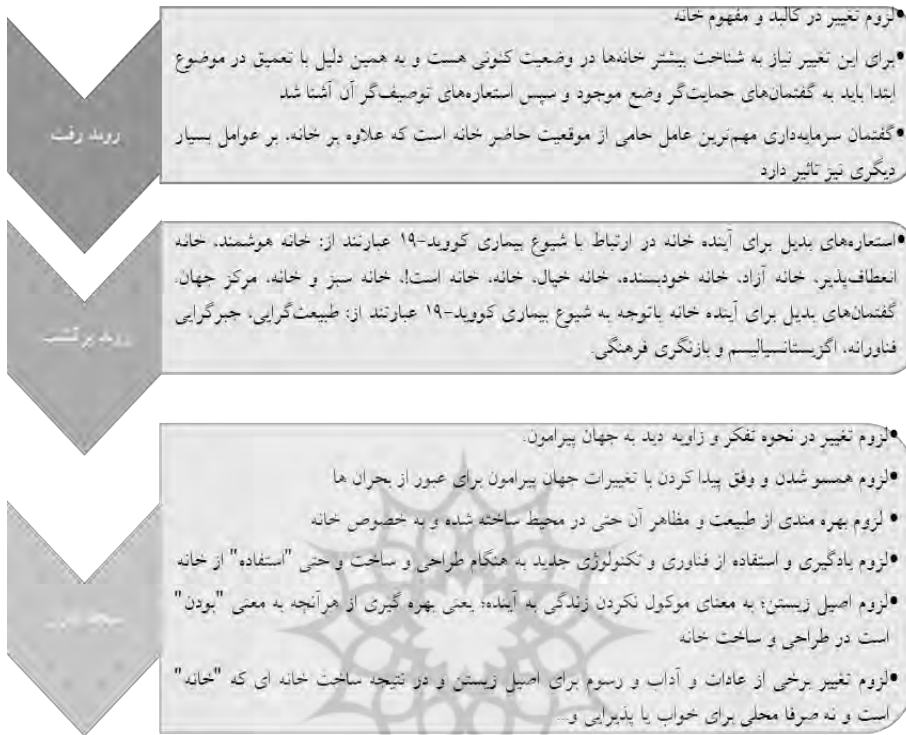 •لزوم تغییر در کالبد و مفهوم خانه
•برای این تغییر نیاز به شناخت بیشتر خانه‌ها در وضعیت کنونی هست و به همین دلیل با تعمیق در موضوع
ابتدا باید به گفتمان‌های حمایت‌گر وضع موجود و سپس استعاره‌های توصیف‌گر آن آشنا شد
•گفتمان سرمایه‌داری مهم‌ترین عامل حامی از موقعیت حاضر خانه است که علاوه بر خانه، بر عوامل بسیار
دیگری نیز تاثیر دارد
روند رفت
•استعاره‌های بدیل برای آینده خانه در ارتباط با شیوع بیماری کووید-۱۹ عبارتند از: خانه هوشمند، خانه
انعطاف‌پذیر، خانه آزاد، خانه خودبسنده، خانه خیال، خانه، خانه است!، خانه سبز و خانه، مرکز جهان.
گفتمان‌های بدیل برای آینده خانه باتوجه به شیوع بیماری کووید-۱۹ عبارتند از: طبیعت‌گرایی، جبرگرایی
فناورانه، اگزیستانسیالیسم و بازنگری فرهنگی.
روند برگشت
•لزوم تغییر در نحوه تفکر و زاویه دید به جهان پیرامون.
•لزوم همسو شدن و وفق پیدا کردن با تغییرات جهان پیرامون برای عبور از بحران ها
• لزوم بهره مندی از طبیعت و مظاهر آن حتی در محیط ساخته شده و به خصوص خانه
•لزوم یادگیری و استفاده از فناوری و تکنولوژی جدید به هنگام طراحی و ساخت و حتی "استفاده" از خانه
•لزوم اصیل زیستن؛ به معنای موکول نکردن زندگی به آینده؛ یعنی بهره گیری از هرآنچه به معنی "بودن"
است در طراحی و ساخت خانه
•لزوم تغییر برخی از عادات و آداب و رسوم برای اصیل زیستن و در نتیجه ساخت خانه ای که "خانه"
است و نه صرفا محلی برای خواب یا پذیرایی و...